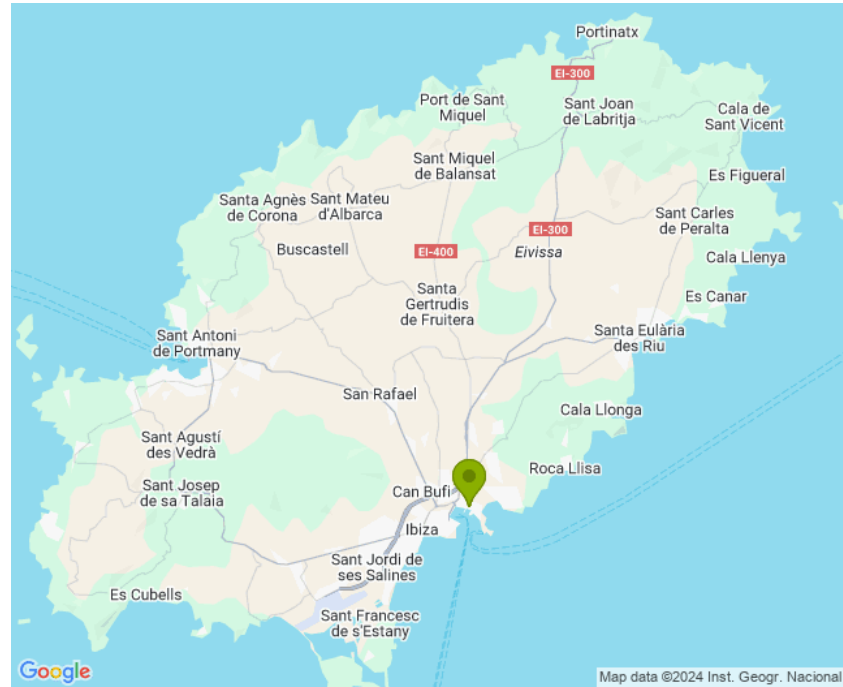 Portinatx
EI-300
Port de Sant
Miquel
Sant Joan
de Labritja
Cala de
Sant Vicent
Sant Miquel
de Balansat
Es Figueral
Santa Agnès
de Corona
Sant Mateu
d'Albarca
Sant Carles
de Peralta
EI-300
Buscastell
EI-400
Eivissa
Cala Llenya
Santa
Gertrudis
de Fruitera
Es Canar
Sant Antoni
de Portmany
Santa Eulària
des Riu
San Rafael
Cala Llonga
Sant Agustí
des Vedrà
Roca Llisa
Sant Josep
de sa Talaia
Can Bufí
Ibiza
Sant Jordi de
ses Salines
Es Cubells
Sant Francesc
de s'Estany
Google
Map data ©2024 Inst. Geogr. Nacional